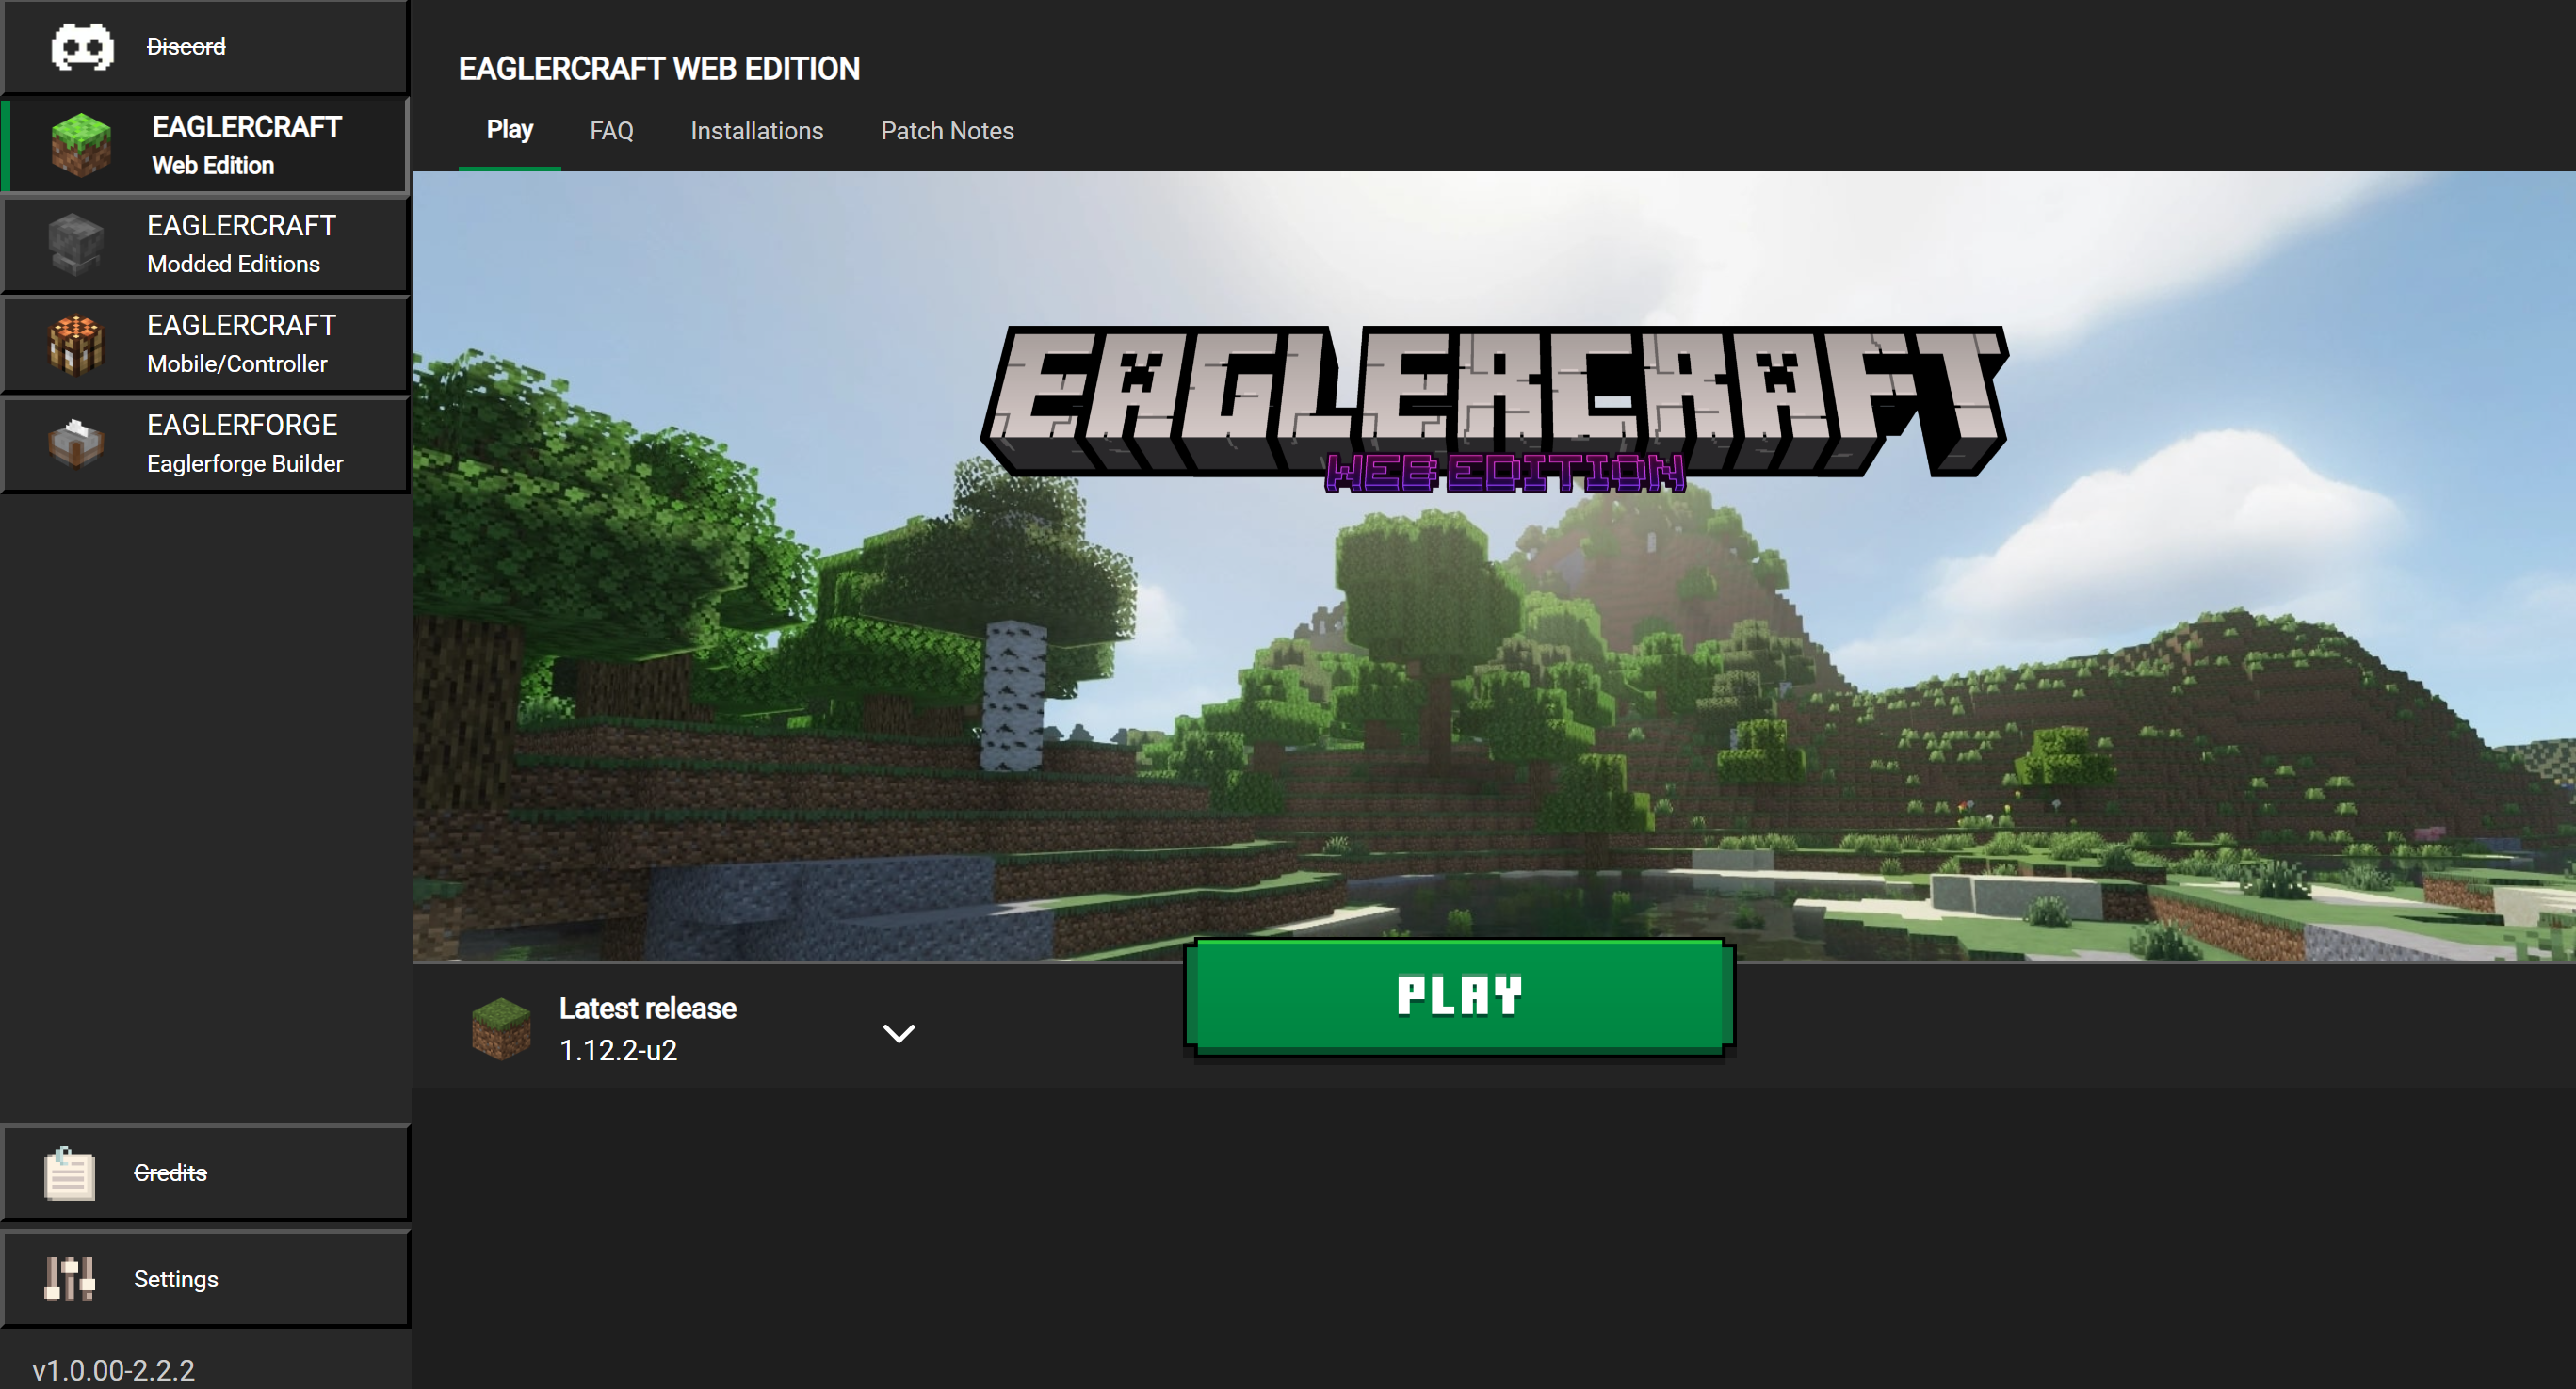 Discord
EAGLERCRAFT
Web Edition
EAGLERCRAFT
Modded Editions
EAGLERCRAFT
Mobile/Controller
EAGLERFORGE
Eaglerforge Builder
Credits
Settings
v1.0.00-2.2.2
EAGLERCRAFT WEB EDITION
Play FAQ Installations Patch Notes
EAGLERCRAFT
WEB EDITION
Latest release
1.12.2-u2
PLAY